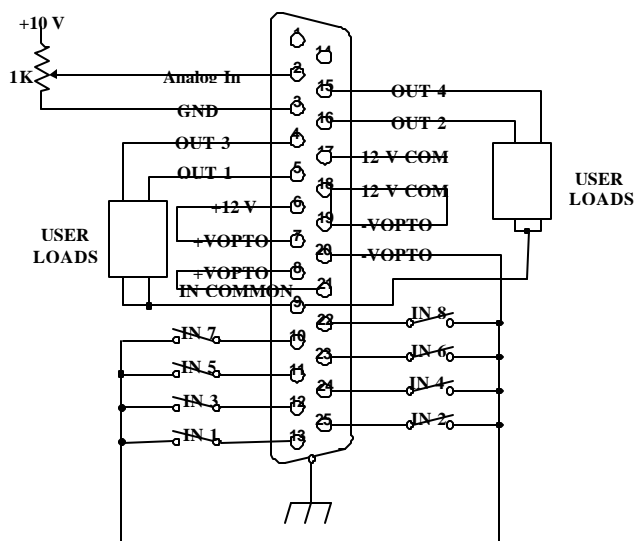 +10 V
1
14
2
1K
Analog In
15
OUT 4
3
GND
16
OUT 2
4
OUT 3
17
12 V COM
5
OUT 1
18
12 V COM
6
+12 V
19
-VOPTO
USER
LOADS
USER
LOADS
7
+VOPTO
20
-VOPTO
8
+VOPTO
21
IN COMMON
9
22
IN 8
IN 7
10
23
IN 6
IN 5
11
24
IN 4
IN 3
12
25
IN 2
IN 1
13